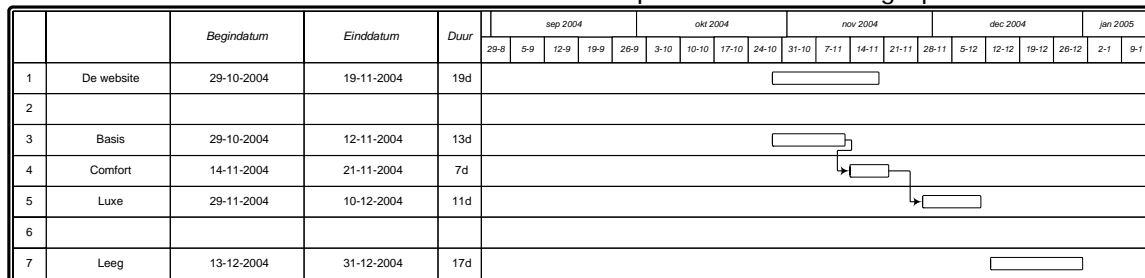 Begindatum Einddatum Duur sep 2004 okt 2004 nov 2004 dec 2004 jan 2005
29-8 5-9 12-9 19-9 26-9 3-10 10-10 17-10 24-10 31-10 7-11 14-11 21-11 28-11 5-12 12-12 19-12 26-12 2-1 9-1
1 De website 29-10-2004 19-11-2004 19d
2
3 Basis 29-10-2004 12-11-2004 13d
4 Comfort 14-11-2004 21-11-2004 7d
5 Luxe 29-11-2004 10-12-2004 11d
6
7 Leeg 13-12-2004 31-12-2004 17d